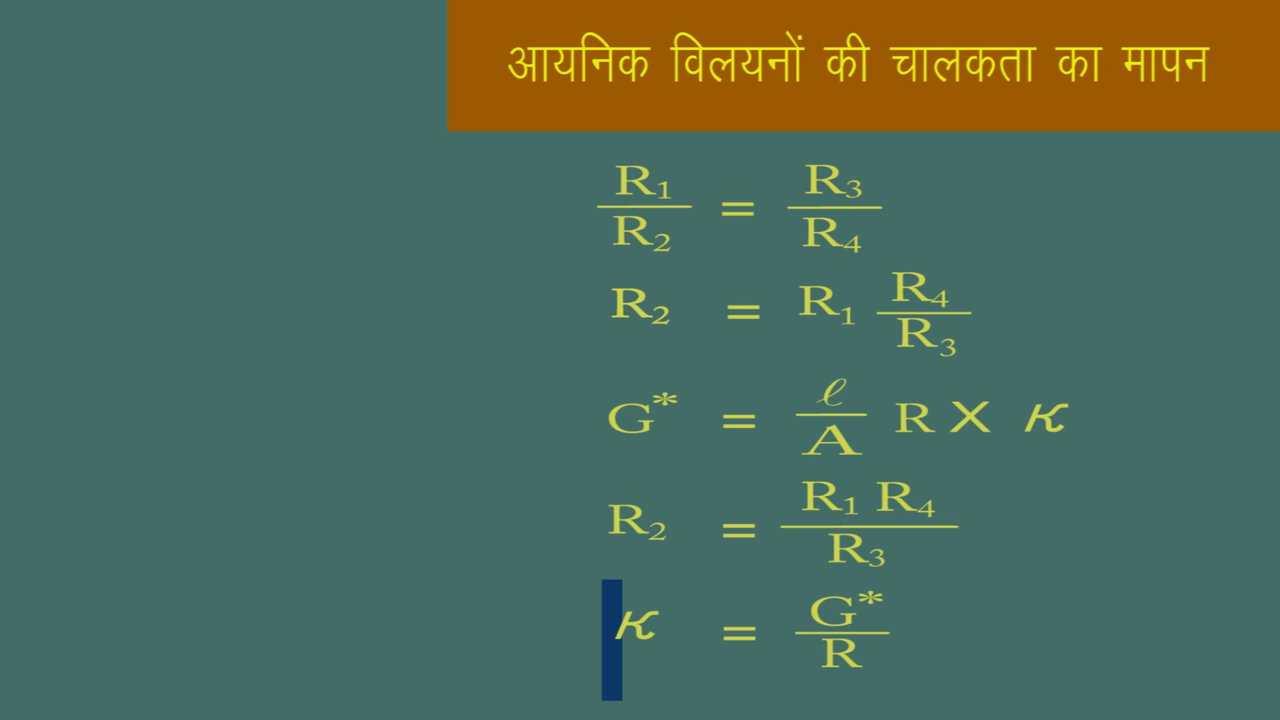 आयनिक विलयनों की चालकता का मापन
R₁/R₂ = R₃/R₄
R₂ = R₁ R₄/R₃
G* = ℓ/A R X κ
R₂ = R₁ R₄/R₃
κ = G*/R